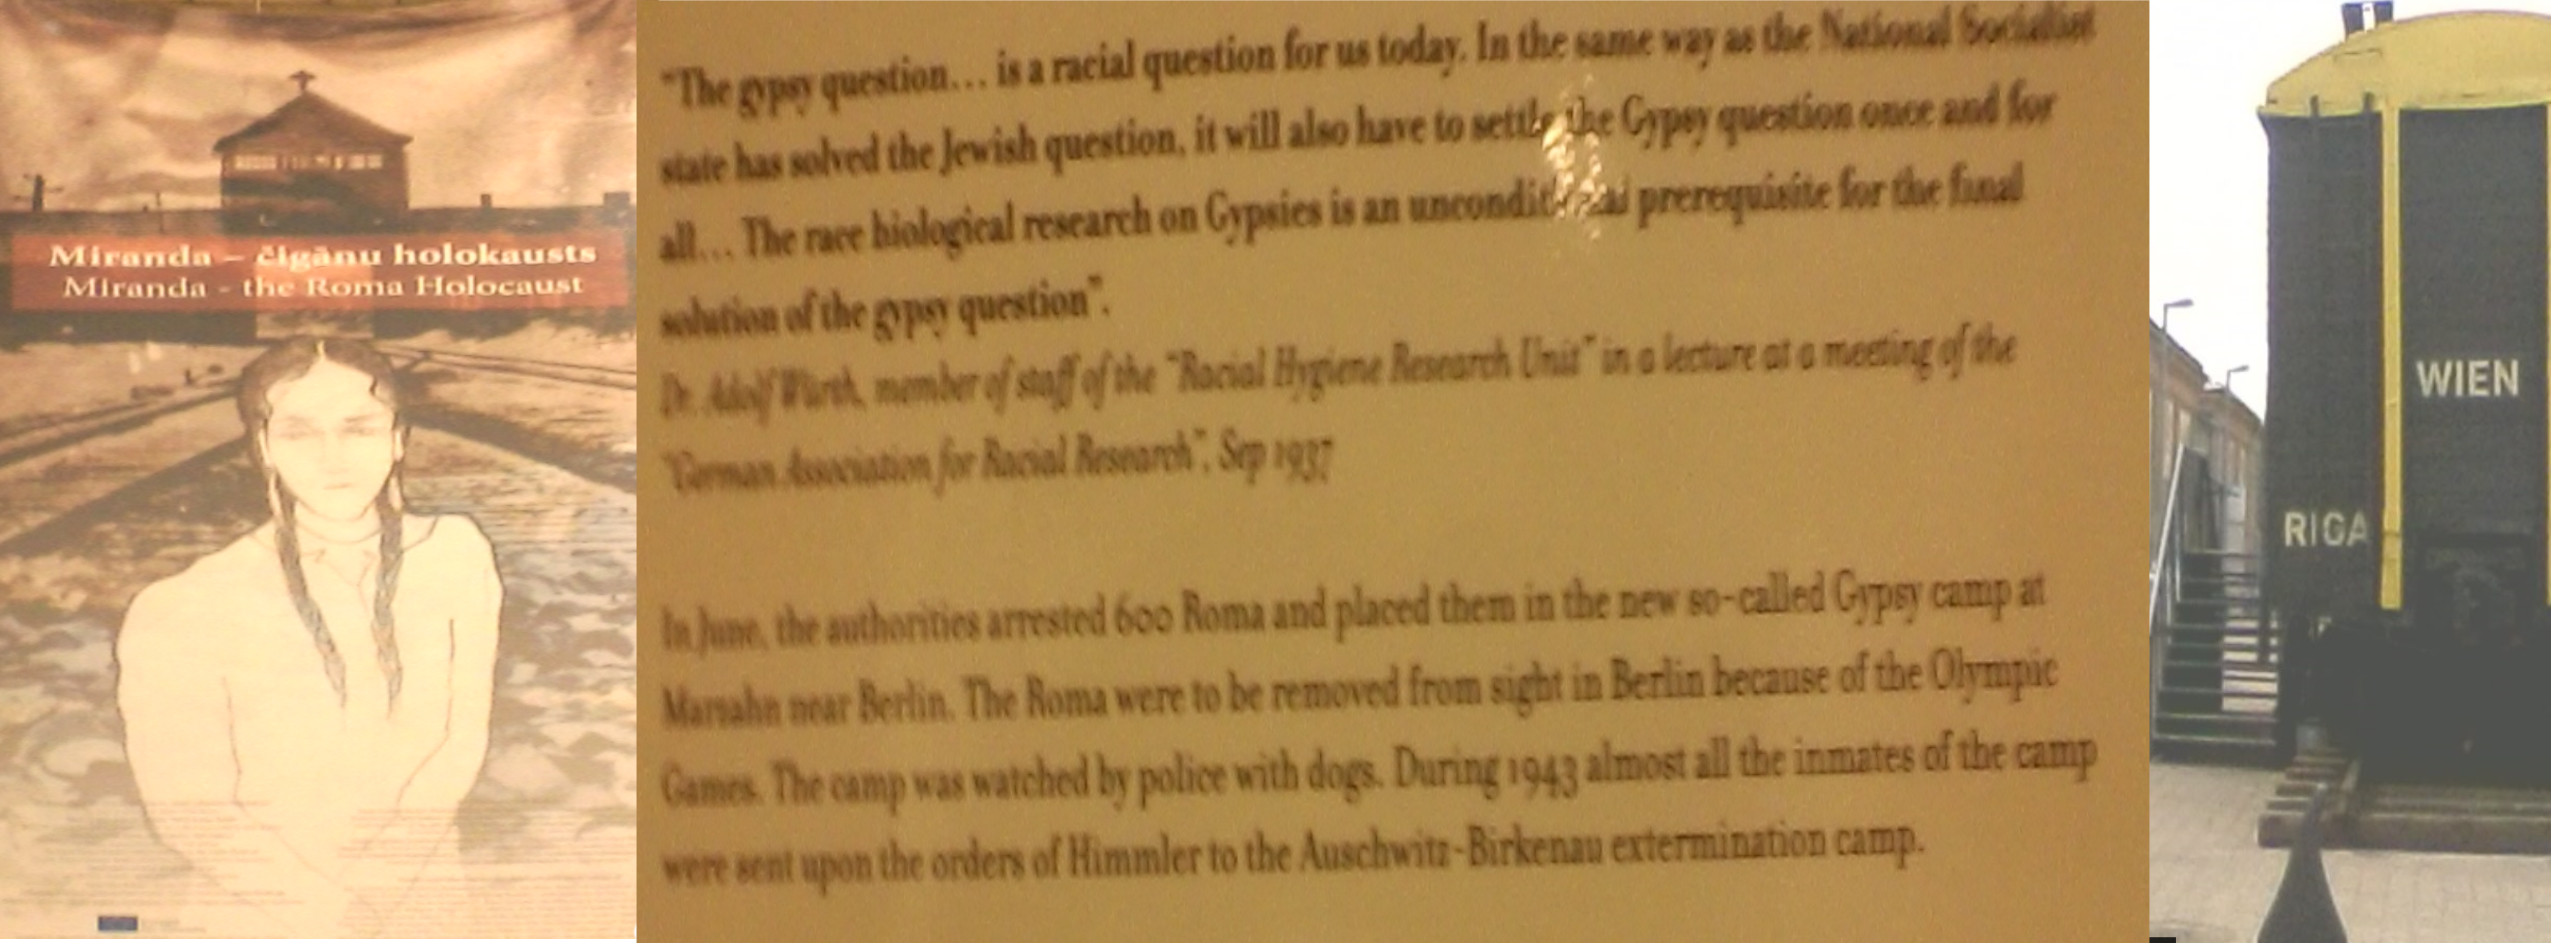 Miranda – čigānu holokausts
Miranda - the Roma Holocaust
"The gypsy question… is a racial question for us today. In the same way as the National Socialist
state has solved the Jewish question, it will also have to settle the Gypsy question once and for
all… The race biological research on Gypsies is an unconditional prerequisite for the final
solution of the gypsy question".
Dr. Adolf Würth, member of staff of the "Racial Hygiene Research Unit" in a lecture at a meeting of the
"German Association for Racial Research", Sep 1937
In June, the authorities arrested 600 Roma and placed them in the new so-called Gypsy camp at
Marsahn near Berlin. The Roma were to be removed from sight in Berlin because of the Olympic
Games. The camp was watched by police with dogs. During 1943 almost all the inmates of the camp
were sent upon the orders of Himmler to the Auschwitz-Birkenau extermination camp.
WIEN
RIGA